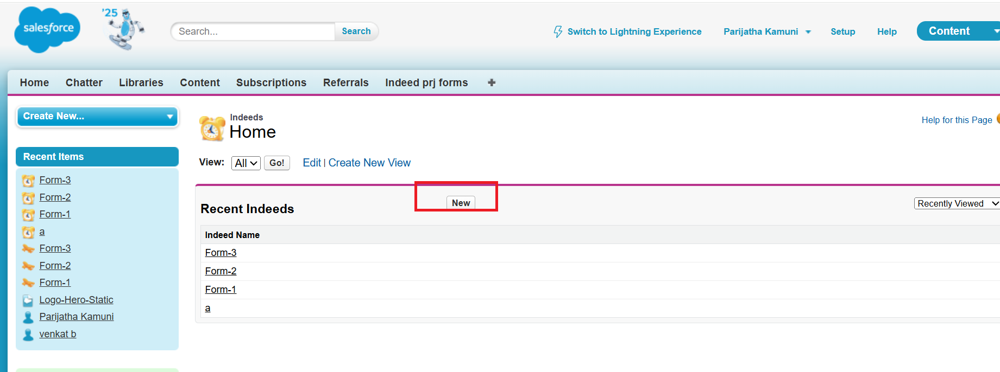 salesforce
'25
Search...
Search
Switch to Lightning Experience
Parijatha Kamuni
Setup
Help
Content
Home
Chatter
Libraries
Content
Subscriptions
Referrals
Indeed prj forms
Create New...
Recent Items
Form-3
Form-2
Form-1
a
Form-3
Form-2
Form-1
Logo-Hero-Static
Parijatha Kamuni
venkat b
Indeeds
Home
Help for this Page
View: All Go! Edit | Create New View
Recent Indeeds
New
Recently Viewed
Indeed Name
Form-3
Form-2
Form-1
a